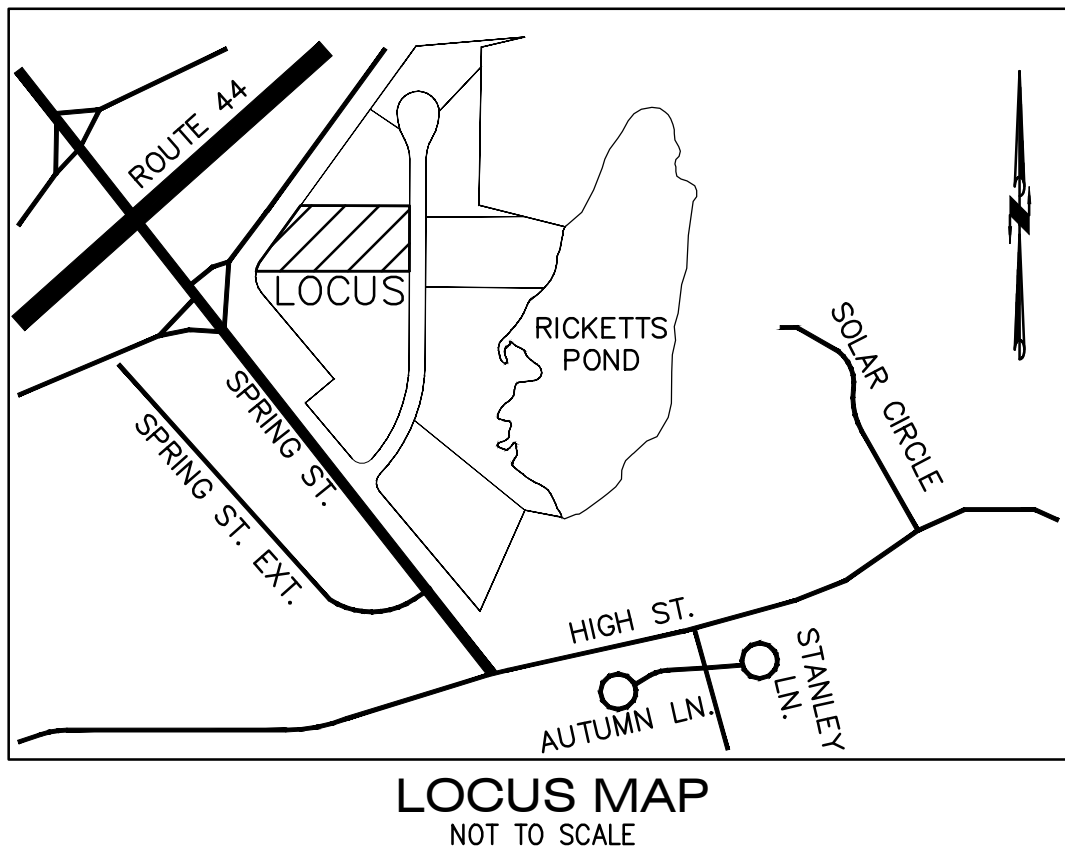 ROUTE 44
LOCUS
RICKETTS
POND
SOLAR CIRCLE
SPRING ST.
SPRING ST. EXT.
HIGH ST.
STANLEY
LN.
AUTUMN LN.
N
LOCUS MAP
NOT TO SCALE